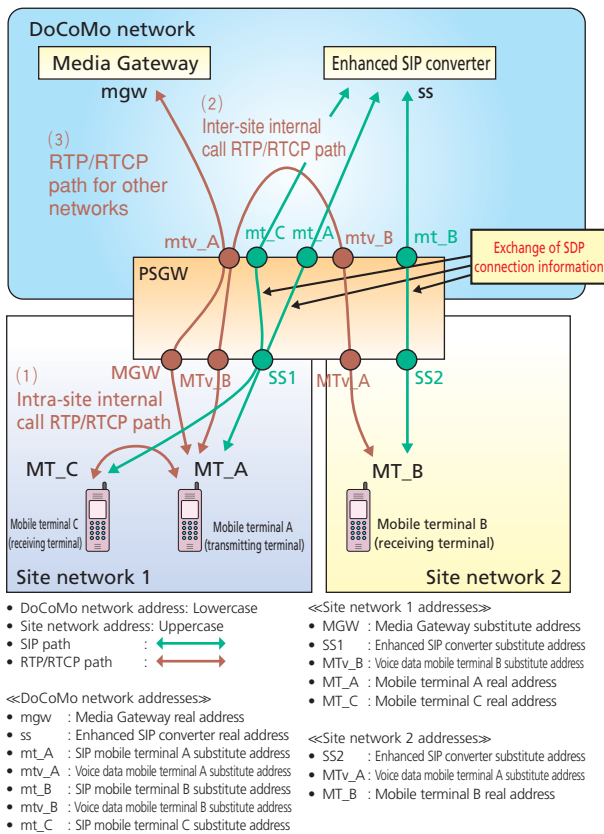 DoCoMo network
Media Gateway
Enhanced SIP converter
mgw
ss
(2)
Inter-site internal
call RTP/RTCP path
(3)
RTP/RTCP
path for other
networks
mtv_A
mt_C
mt_A
mtv_B
mt_B
PSGW
Exchange of SDP
connection information
MGW
MTv_B
SS1
MTv_A
SS2
(1)
Intra-site internal
call RTP/RTCP path
MT_C
MT_A
MT_B
Mobile terminal C
(receiving terminal)
Mobile terminal A
(transmitting terminal)
Mobile terminal B
(receiving terminal)
Site network 1
Site network 2
• DoCoMo network address: Lowercase
• Site network address: Uppercase
• SIP path :
• RTP/RTCP path :
≪DoCoMo network addresses≫
• mgw : Media Gateway real address
• ss : Enhanced SIP converter real address
• mt_A : SIP mobile terminal A substitute address
• mtv_A : Voice data mobile terminal A substitute address
• mt_B : SIP mobile terminal B substitute address
• mtv_B : Voice data mobile terminal B substitute address
• mt_C : SIP mobile terminal C substitute address
≪Site network 1 addresses≫
• MGW : Media Gateway substitute address
• SS1 : Enhanced SIP converter substitute address
• MTv_B : Voice data mobile terminal B substitute address
• MT_A : Mobile terminal A real address
• MT_C : Mobile terminal C real address
≪Site network 2 addresses≫
• SS2 : Enhanced SIP converter substitute address
• MTv_A : Voice data mobile terminal A substitute address
• MT_B : Mobile terminal B real address